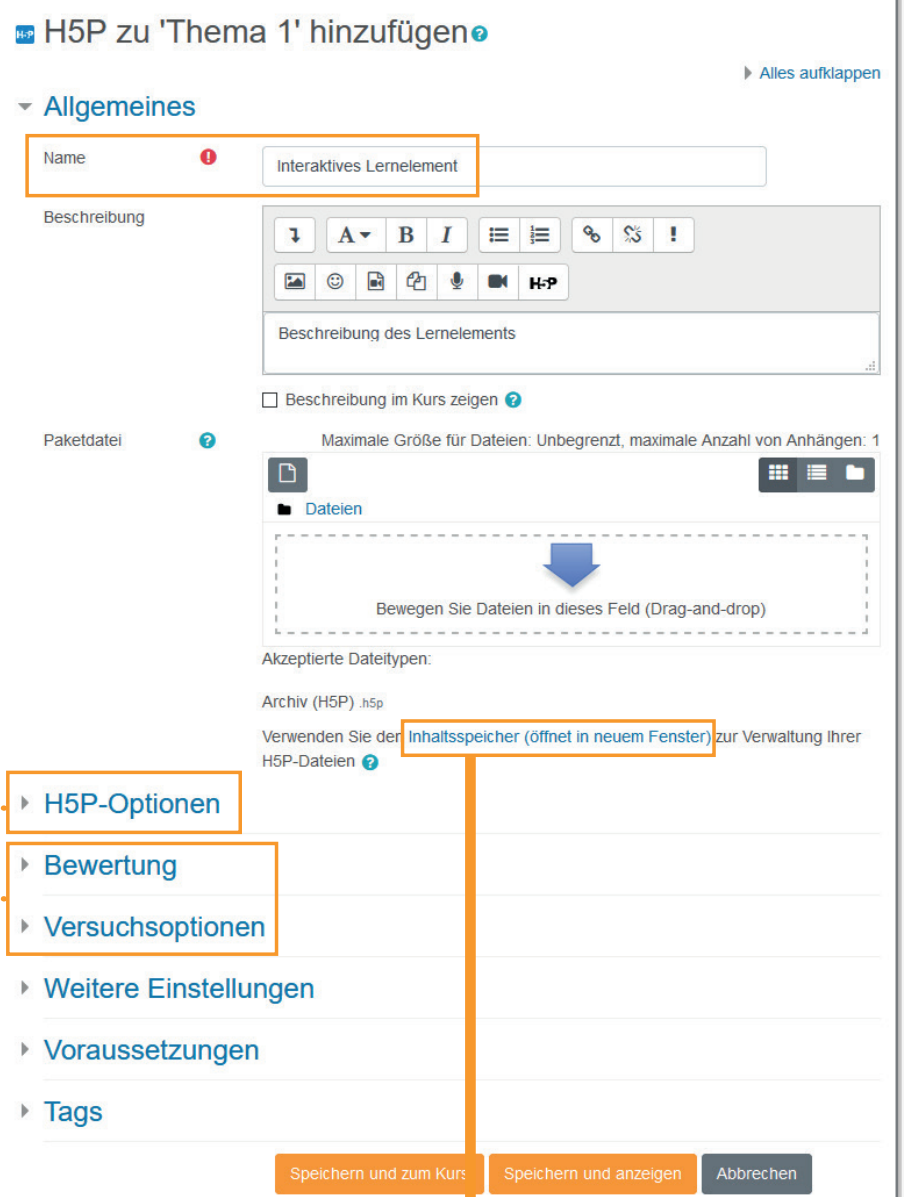 H5P H5P zu 'Thema 1' hinzufügen ?
Alles aufklappen
Allgemeines
Name ! Interaktives Lernelement
Beschreibung
A B I !
H5P
Beschreibung des Lernelements
Beschreibung im Kurs zeigen ?
Paketdatei ? Maximale Größe für Dateien: Unbegrenzt, maximale Anzahl von Anhängen: 1
Dateien
Bewegen Sie Dateien in dieses Feld (Drag-and-drop)
Akzeptierte Dateitypen:
Archiv (H5P) .h5p
Verwenden Sie den Inhaltsspeicher (öffnet in neuem Fenster) zur Verwaltung Ihrer
H5P-Dateien ?
H5P-Optionen
Bewertung
Versuchsoptionen
Weitere Einstellungen
Voraussetzungen
Tags
Speichern und zum Kurs Speichern und anzeigen Abbrechen